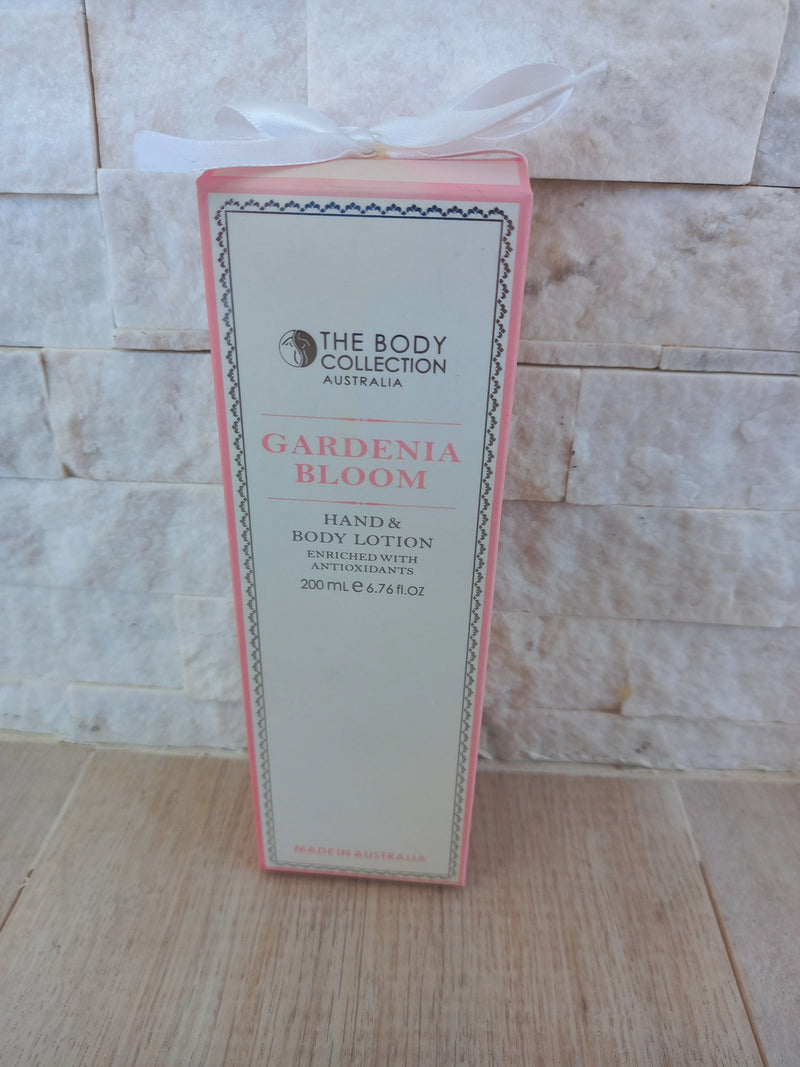 THE BODY
COLLECTION
AUSTRALIA
GARDENIA
BLOOM
HAND &
BODY LOTION
ENRICHED WITH
ANTIOXIDANTS
200 mL ℮ 6.76 fl.oz
MADE IN AUSTRALIA